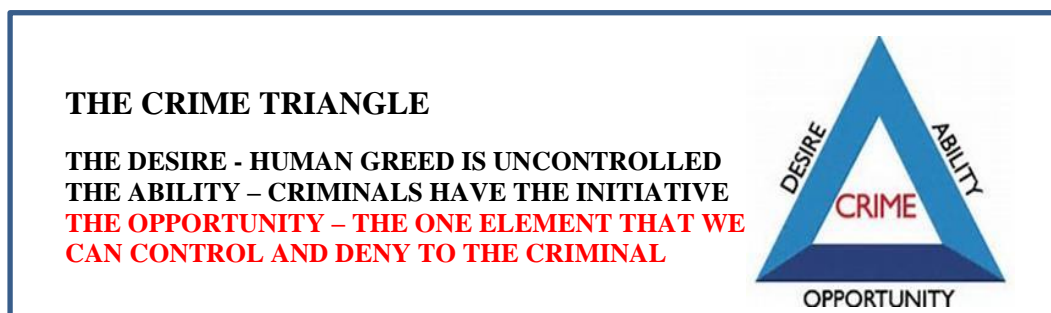 THE CRIME TRIANGLE
THE DESIRE - HUMAN GREED IS UNCONTROLLED
THE ABILITY – CRIMINALS HAVE THE INITIATIVE
THE OPPORTUNITY – THE ONE ELEMENT THAT WE
CAN CONTROL AND DENY TO THE CRIMINAL
DESIRE
ABILITY
CRIME
OPPORTUNITY